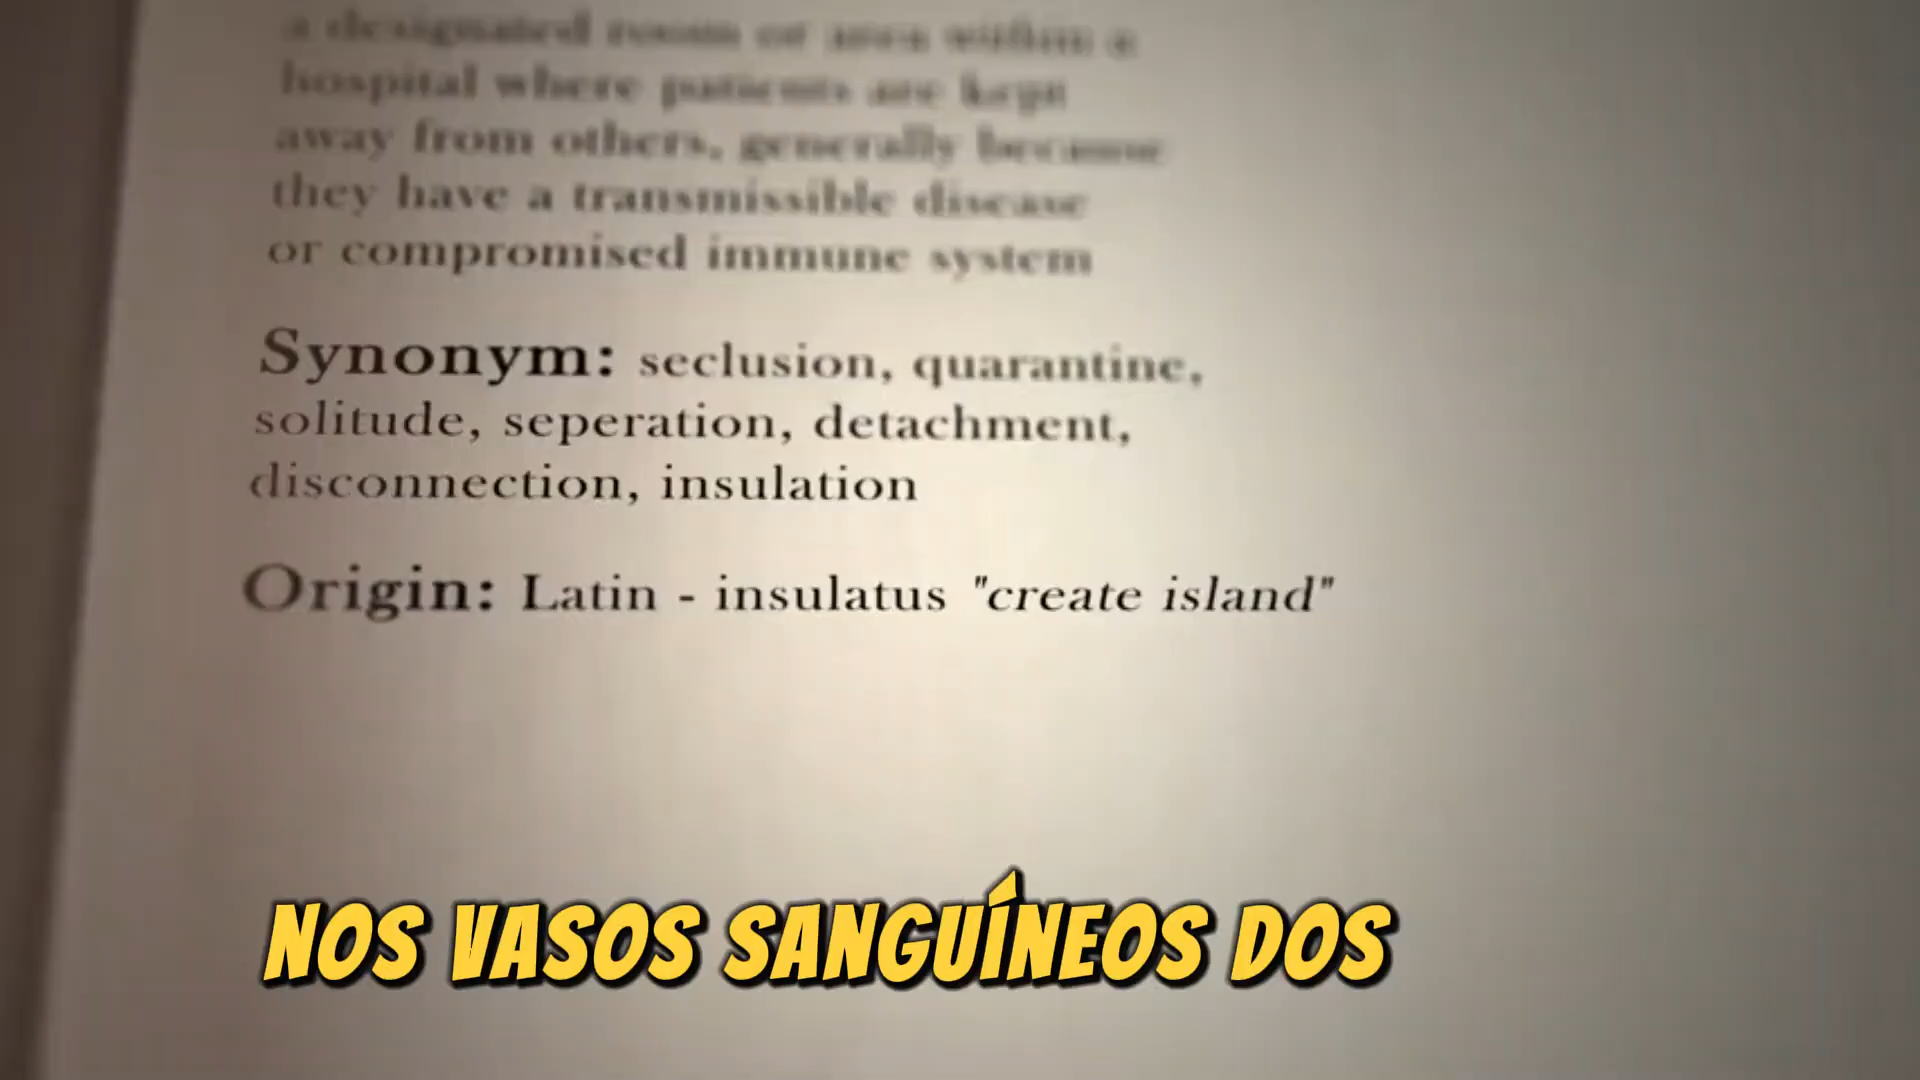 a designated room or area within a
hospital where patients are kept
away from others, generally because
they have a transmissible disease
or compromised immune system
Synonym: seclusion, quarantine,
solitude, seperation, detachment,
disconnection, insulation
Origin: Latin - insulatus "create island"
NOS VASOS SANGUÍNEOS DOS